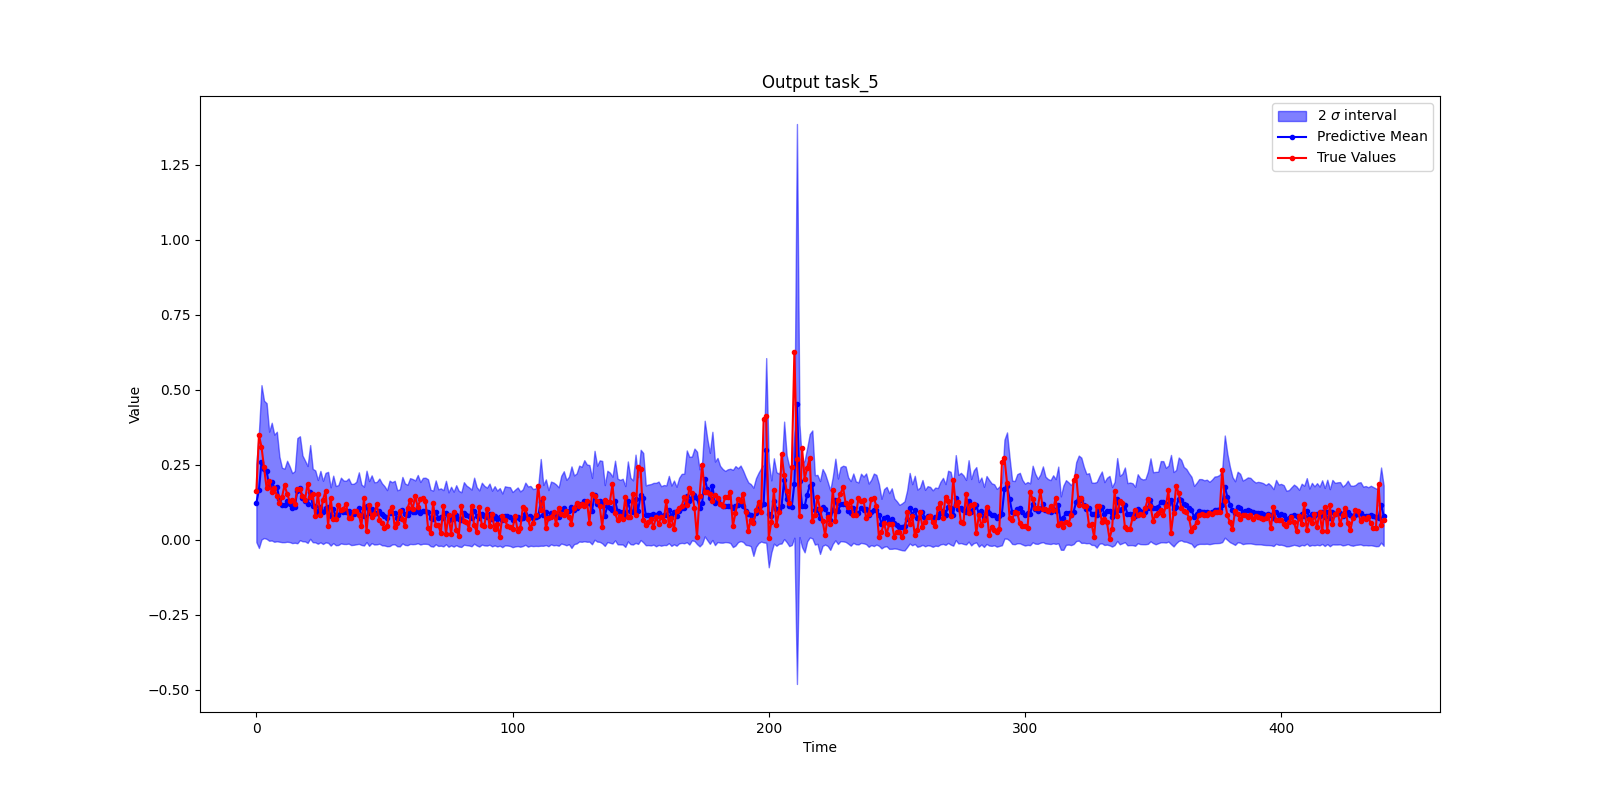 Output task_5
2 σ interval
Predictive Mean
True Values
Value
1.25
1.00
0.75
0.50
0.25
0.00
−0.25
−0.50
0 100 200 300 400
Time